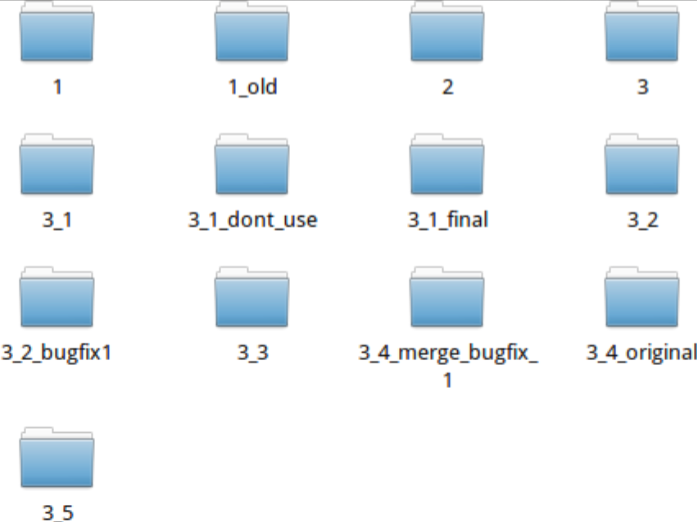 1
1_old
2
3
3_1
3_1_dont_use
3_1_final
3_2
3_2_bugfix1
3_3
3_4_merge_bugfix_
1
3_4_original
3_5